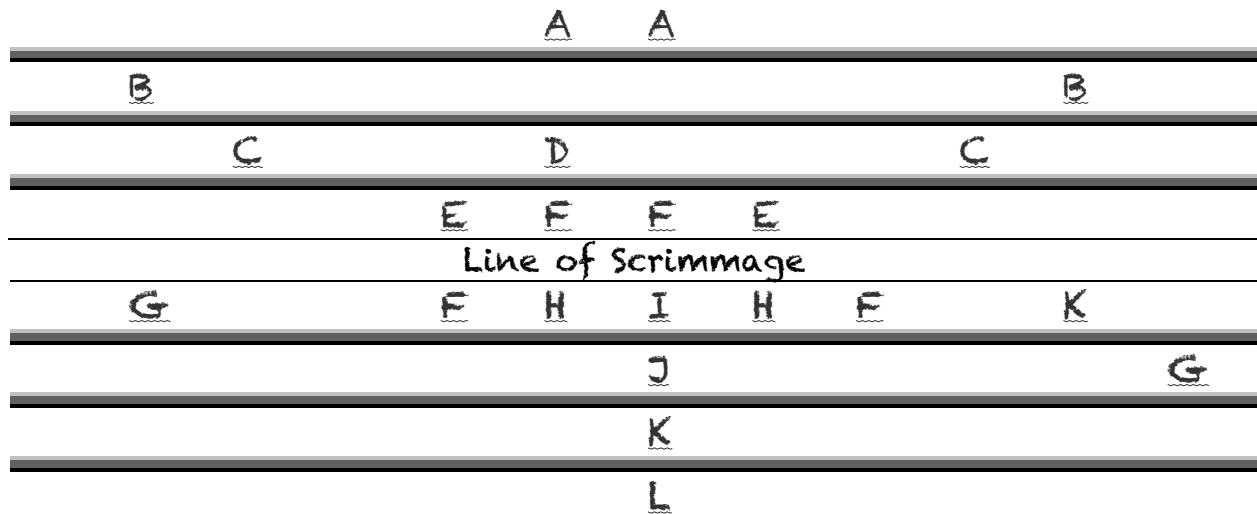 A A
B B
C D C
E F F E
Line of Scrimmage
G F H I H F K
J G
K
L